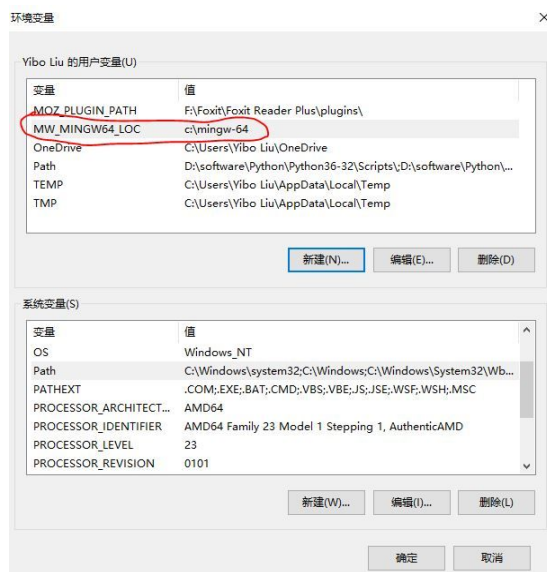 环境变量
Yibo Liu 的用户变量(U)
变量 值
MOZ_PLUGIN_PATH F:\Foxit\Foxit Reader Plus\plugins\
MW_MINGW64_LOC c:\mingw-64
OneDrive C:\Users\Yibo Liu\OneDrive
Path D:\software\Python\Python36-32\Scripts\;D:\software\Python\...
TEMP C:\Users\Yibo Liu\AppData\Local\Temp
TMP C:\Users\Yibo Liu\AppData\Local\Temp
新建(N)... 编辑(E)... 删除(D)
系统变量(S)
变量 值
OS Windows_NT
Path C:\Windows\system32;C:\Windows;C:\Windows\System32\Wb...
PATHEXT .COM;.EXE;.BAT;.CMD;.VBS;.VBE;.JS;.JSE;.WSF;.WSH;.MSC
PROCESSOR_ARCHITECT... AMD64
PROCESSOR_IDENTIFIER AMD64 Family 23 Model 1 Stepping 1, AuthenticAMD
PROCESSOR_LEVEL 23
PROCESSOR_REVISION 0101
新建(W)... 编辑(I)... 删除(L)
确定 取消